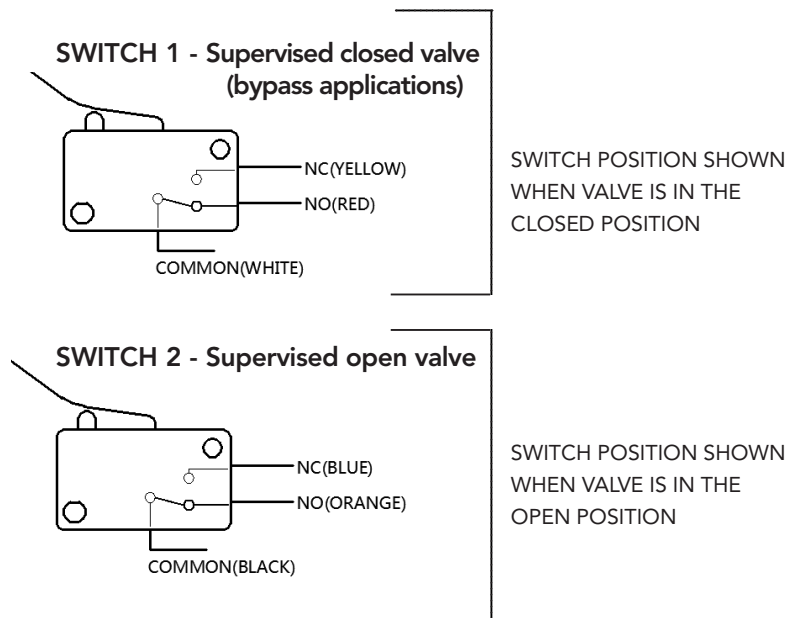 SWITCH 1 - Supervised closed valve
(bypass applications)
NC(YELLOW)
NO(RED)
COMMON(WHITE)
SWITCH POSITION SHOWN
WHEN VALVE IS IN THE
CLOSED POSITION
SWITCH 2 - Supervised open valve
NC(BLUE)
NO(ORANGE)
COMMON(BLACK)
SWITCH POSITION SHOWN
WHEN VALVE IS IN THE
OPEN POSITION